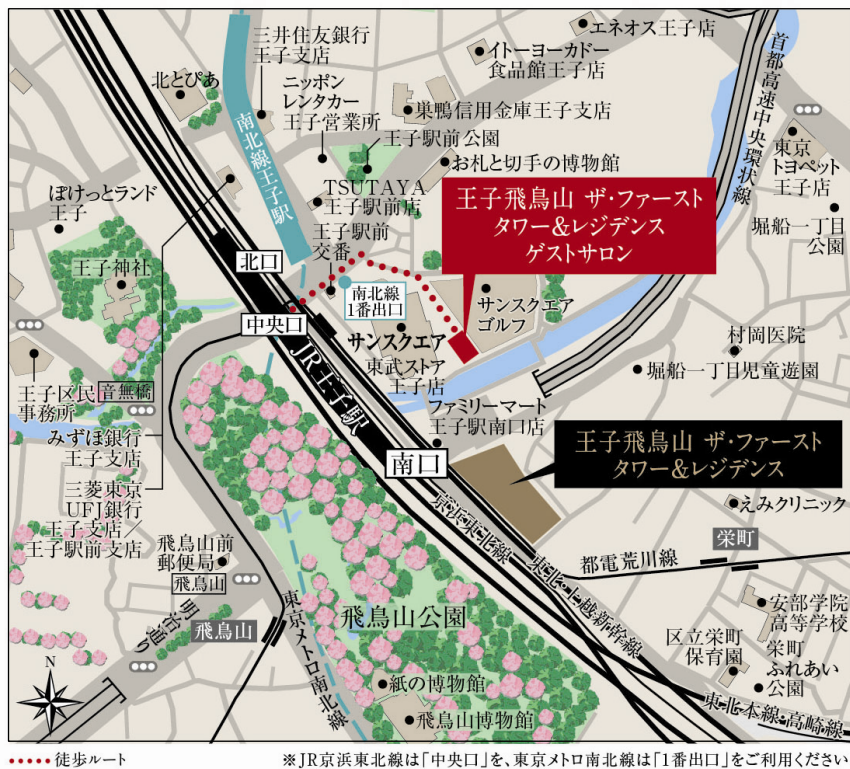 エネオス王子店
三井住友銀行
王子支店
イトーヨーカドー
食品館王子店
首都高速中央環状線
北とぴあ
ニッポン
レンタカー
王子営業所
巣鴨信用金庫王子支店
南北線王子駅
王子駅前公園
お札と切手の博物館
東京
トヨペット
王子店
ぽけっとランド
王子
TSUTAYA
王子駅前店
王子飛鳥山 ザ・ファースト
タワー&レジデンス
ゲストサロン
堀船一丁目
公園
王子駅前
交番
北口
王子神社
南北線
1番出口
サンスクエア
ゴルフ
中央口
サンスクエア
東武ストア
王子店
村岡医院
JR王子駅
堀船一丁目児童遊園
王子区民
事務所
音無橋
ファミリーマート
王子駅南口店
みずほ銀行
王子支店
南口
王子飛鳥山 ザ・ファースト
タワー&レジデンス
三菱東京
UFJ銀行
王子支店/
王子駅前支店
えみクリニック
京浜東北線
栄町
飛鳥山前
郵便局
飛鳥山
都電荒川線
東北・上越新幹線
明治通り
飛鳥山
東京メトロ南北線
飛鳥山公園
安部学院
高等学校
区立栄町
保育園
栄町
ふれあい
公園
N
紙の博物館
飛鳥山博物館
東北本線・高崎線
徒歩ルート
※JR京浜東北線は「中央口」を、東京メトロ南北線は「1番出口」をご利用ください